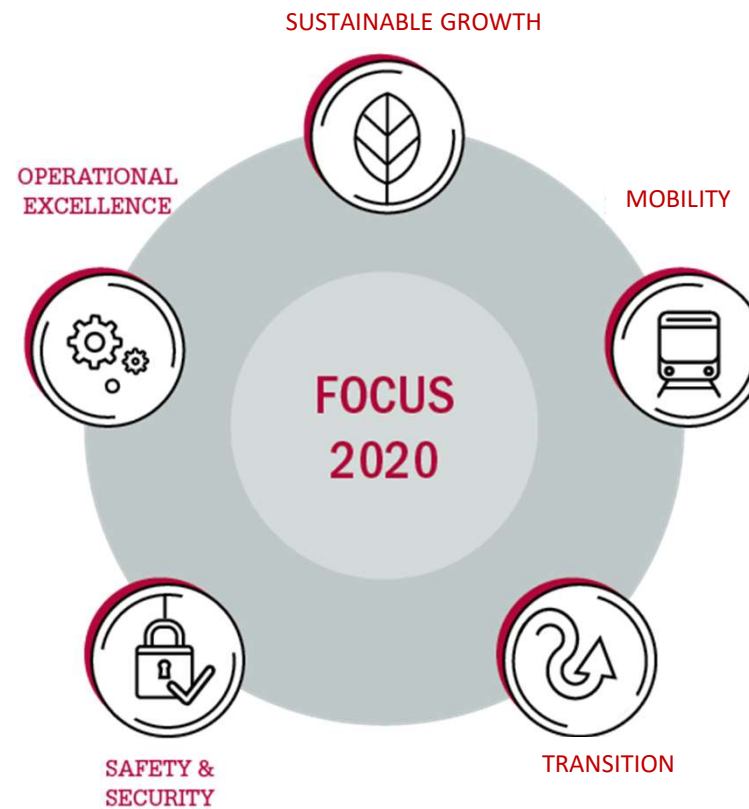 SUSTAINABLE GROWTH
OPERATIONAL
EXCELLENCE
MOBILITY
FOCUS
2020
SAFETY &
SECURITY
TRANSITION